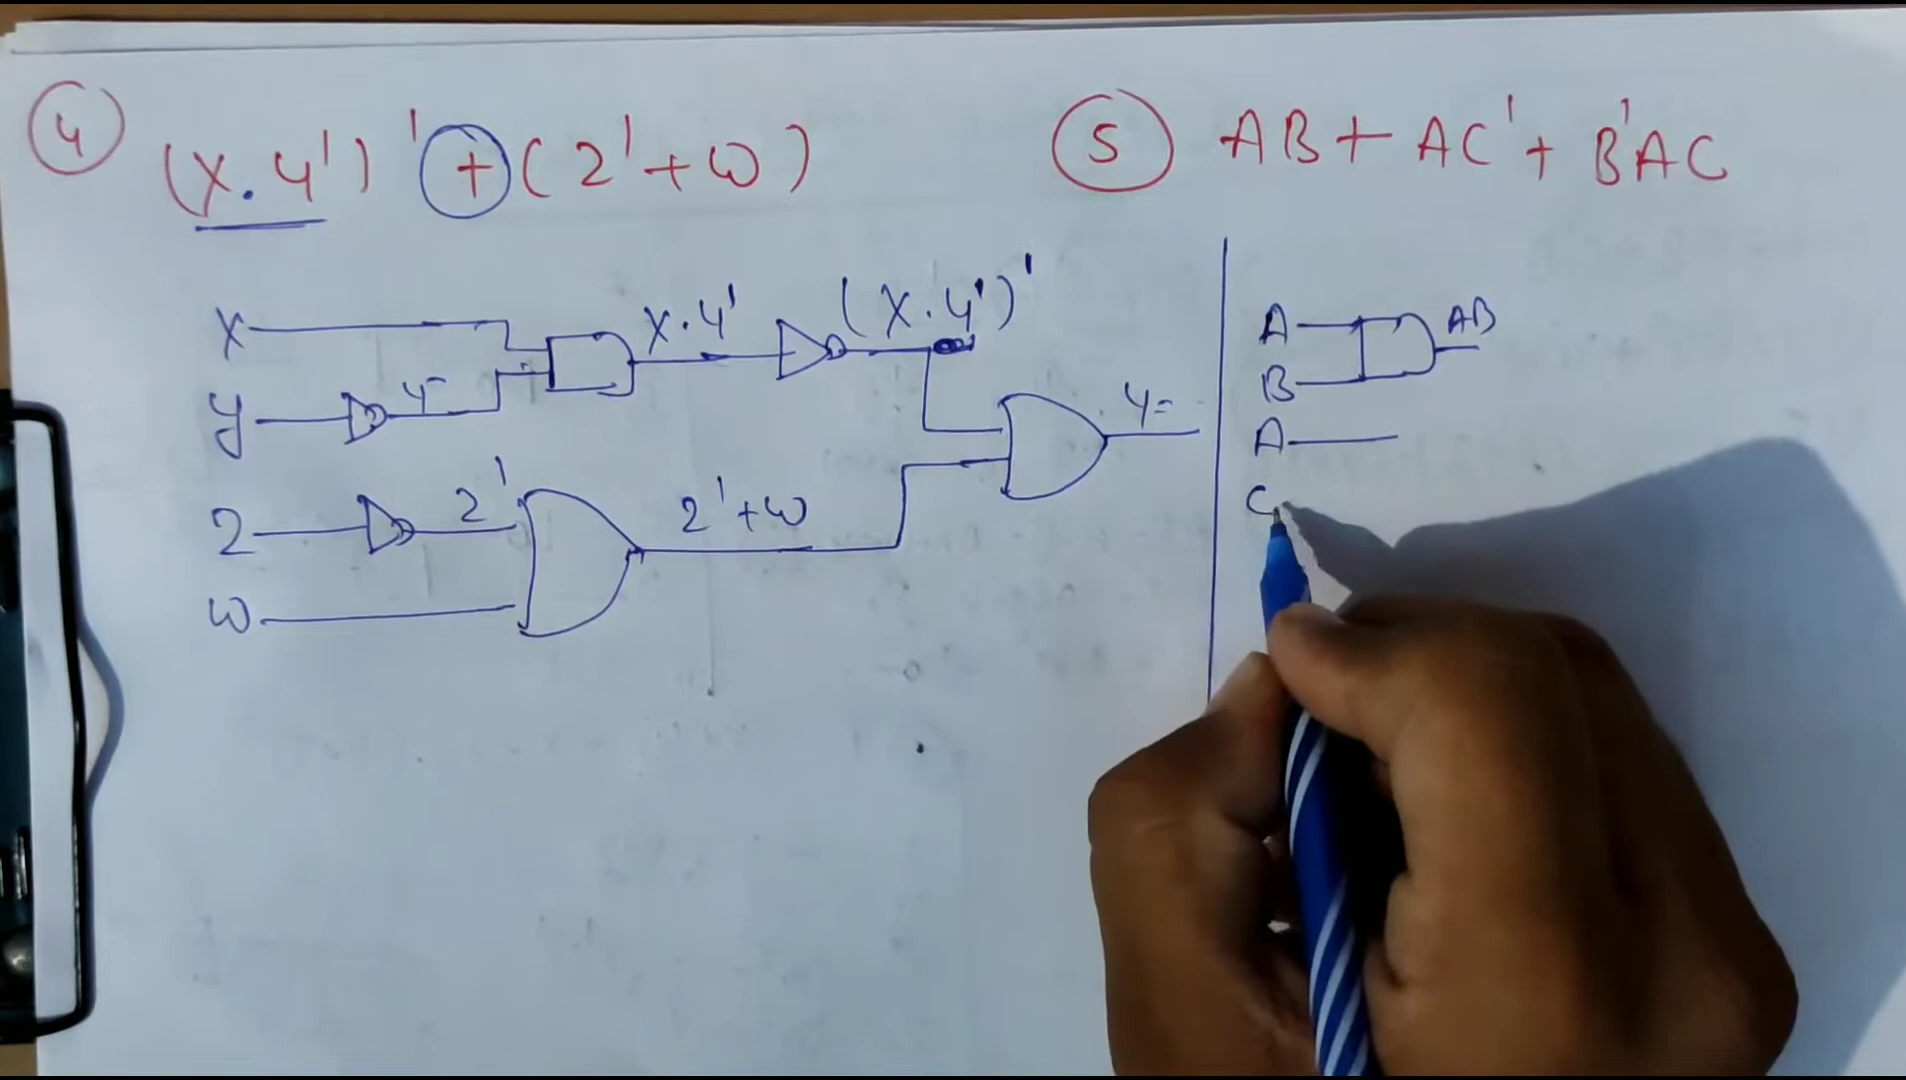 4 (X.y')' + (z'+w)
5 AB + AC' + B'AC
X
X.y'
(X.y')'
y
y-
z
z'
z'+w
w
y=
A
AB
B
A
C